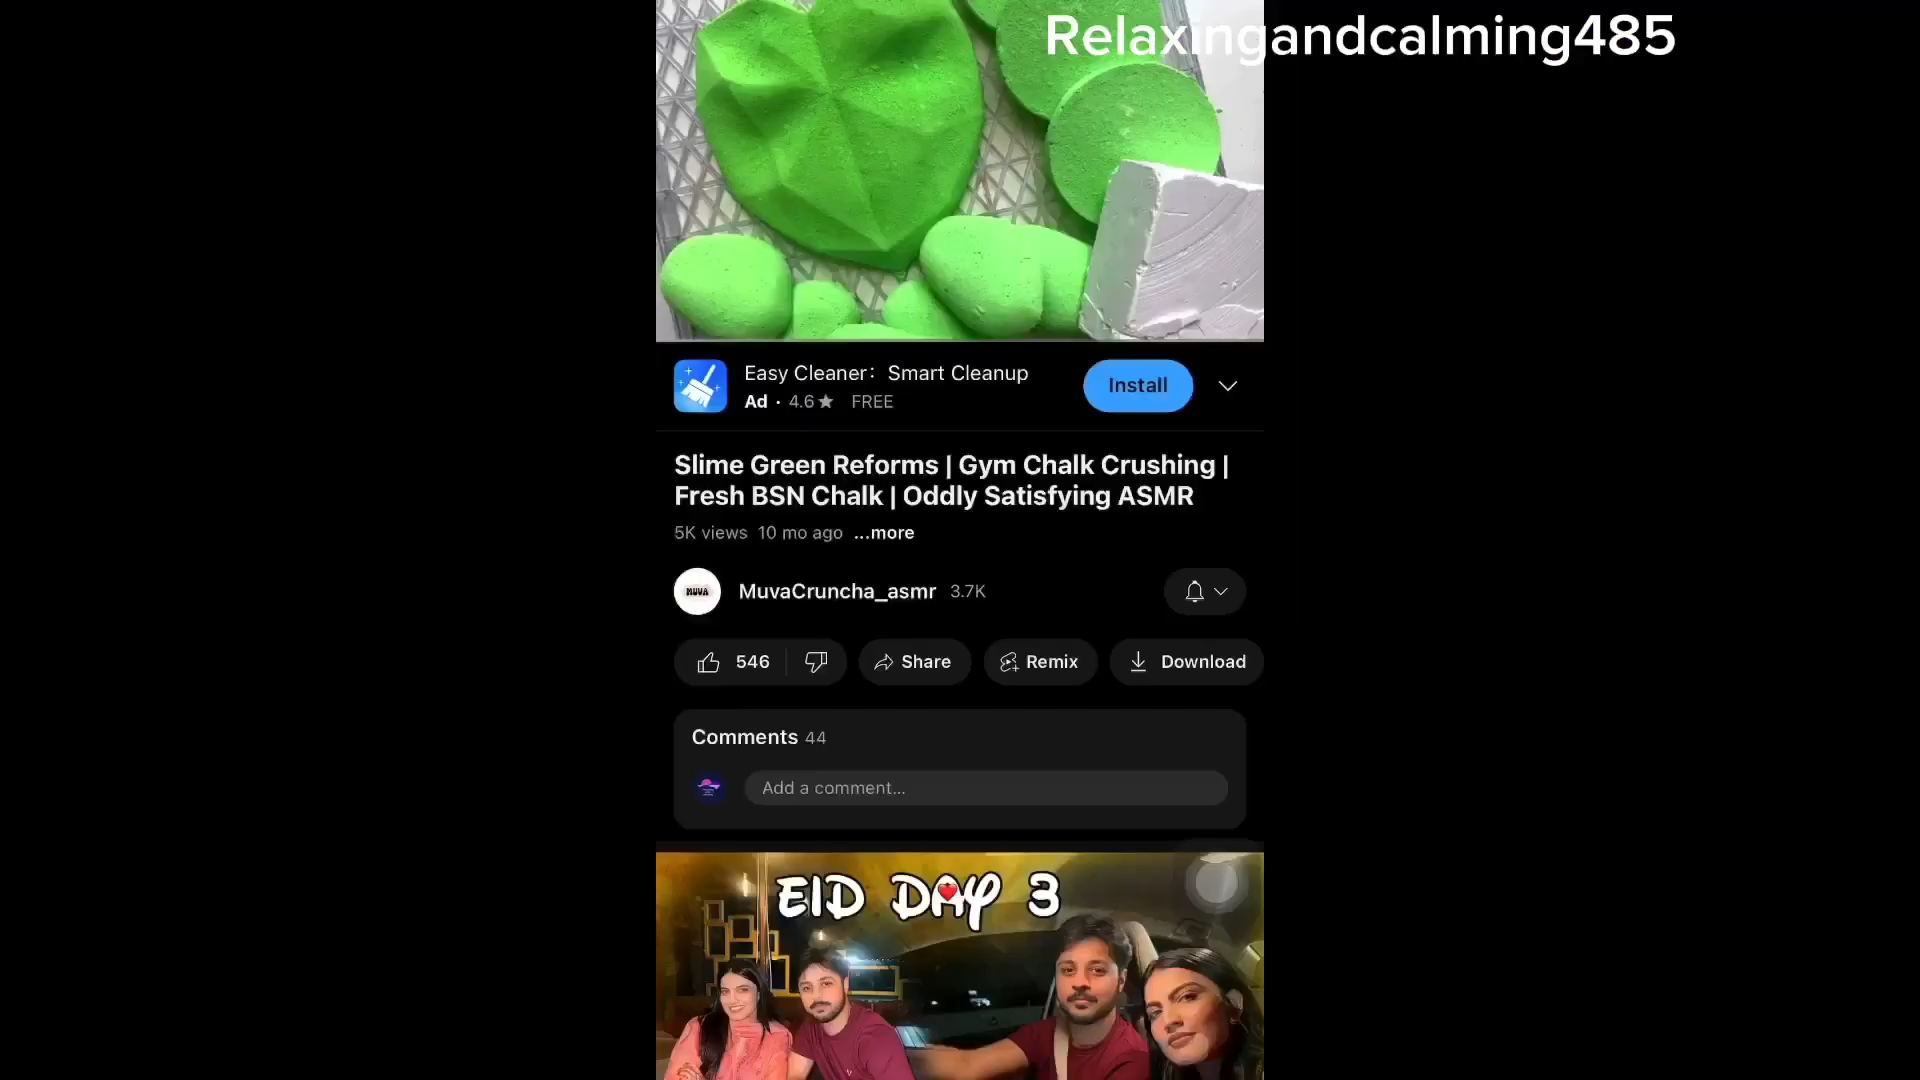 Relaxingandcalming485
Easy Cleaner: Smart Cleanup
Install
Ad · 4.6★ FREE
Slime Green Reforms | Gym Chalk Crushing |
Fresh BSN Chalk | Oddly Satisfying ASMR
5K views 10 mo ago ...more
MUVA
MuvaCruncha_asmr 3.7K
546
Share
Remix
Download
Comments 44
Add a comment...
EID DAY 3